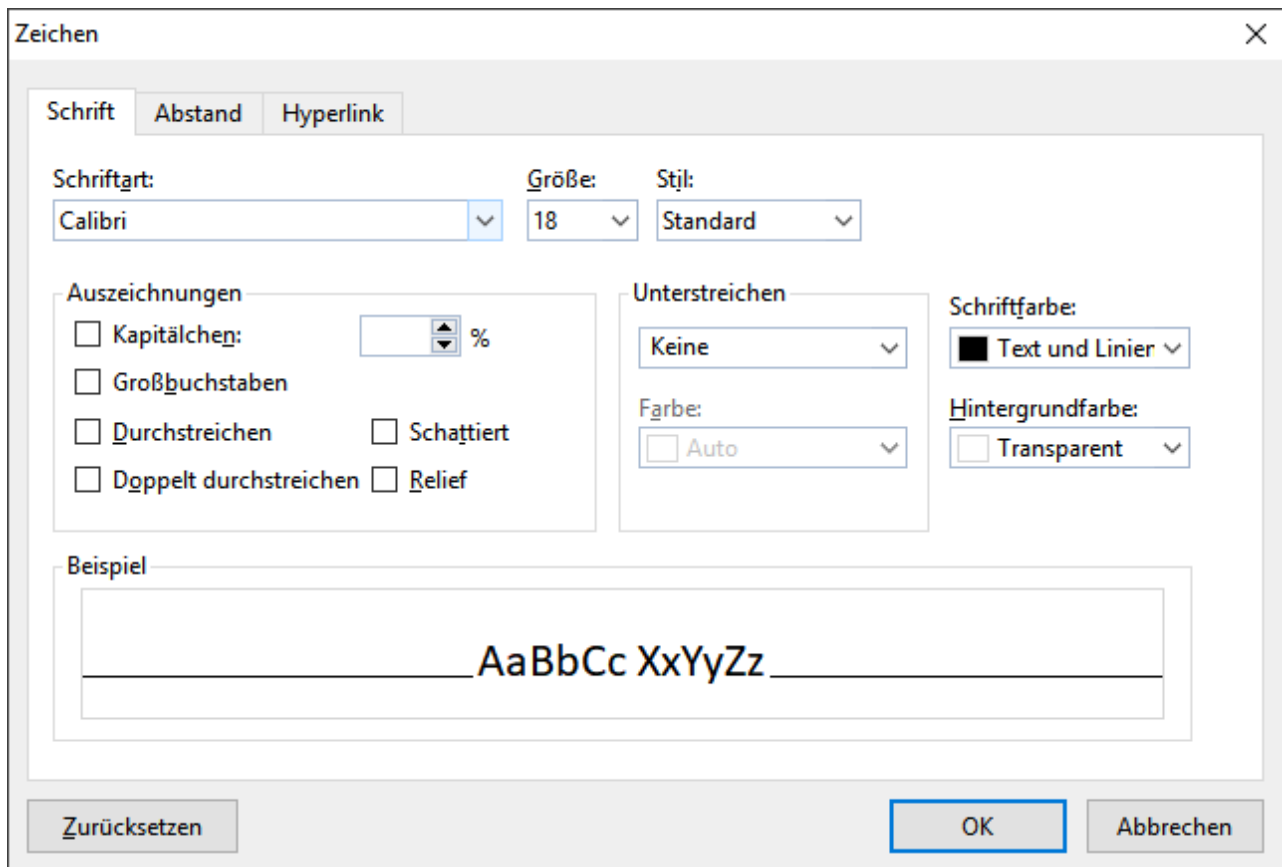 Zeichen
Schrift Abstand Hyperlink
Schriftart: Größe: Stil:
Calibri 18 Standard
Auszeichnungen Unterstreichen
Schriftfarbe:
Kapitälchen: % Keine Text und Linien
Großbuchstaben
Farbe: Hintergrundfarbe:
Durchstreichen Schattiert Auto Transparent
Doppelt durchstreichen Relief
Beispiel
AaBbCc XxYyZz
Zurücksetzen OK Abbrechen